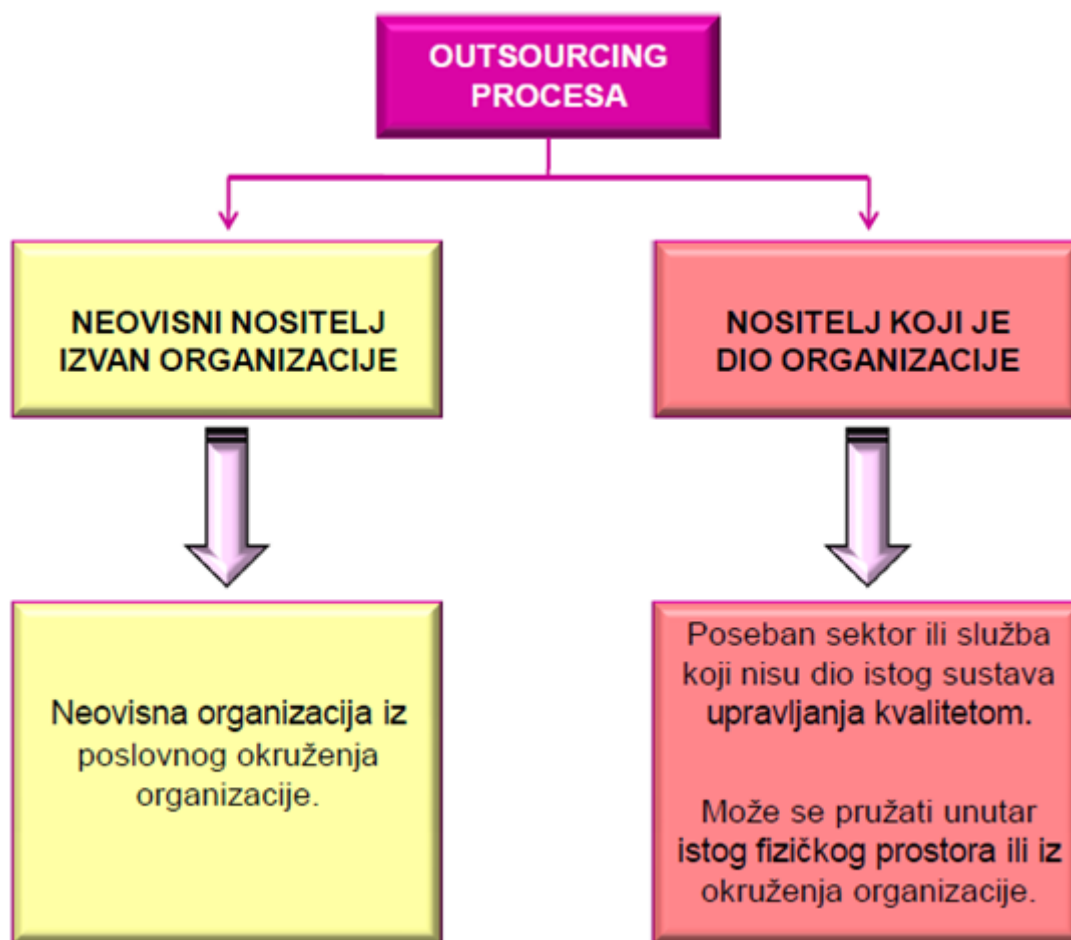 OUTSOURCING
PROCESA
NEOVISNI NOSITELJ
IZVAN ORGANIZACIJE
NOSITELJ KOJI JE
DIO ORGANIZACIJE
Neovisna organizacija iz
poslovnog okruženja
organizacije.
Poseban sektor ili služba
koji nisu dio istog sustava
upravljanja kvalitetom.
Može se pružati unutar
istog fizičkog prostora ili iz
okruženja organizacije.